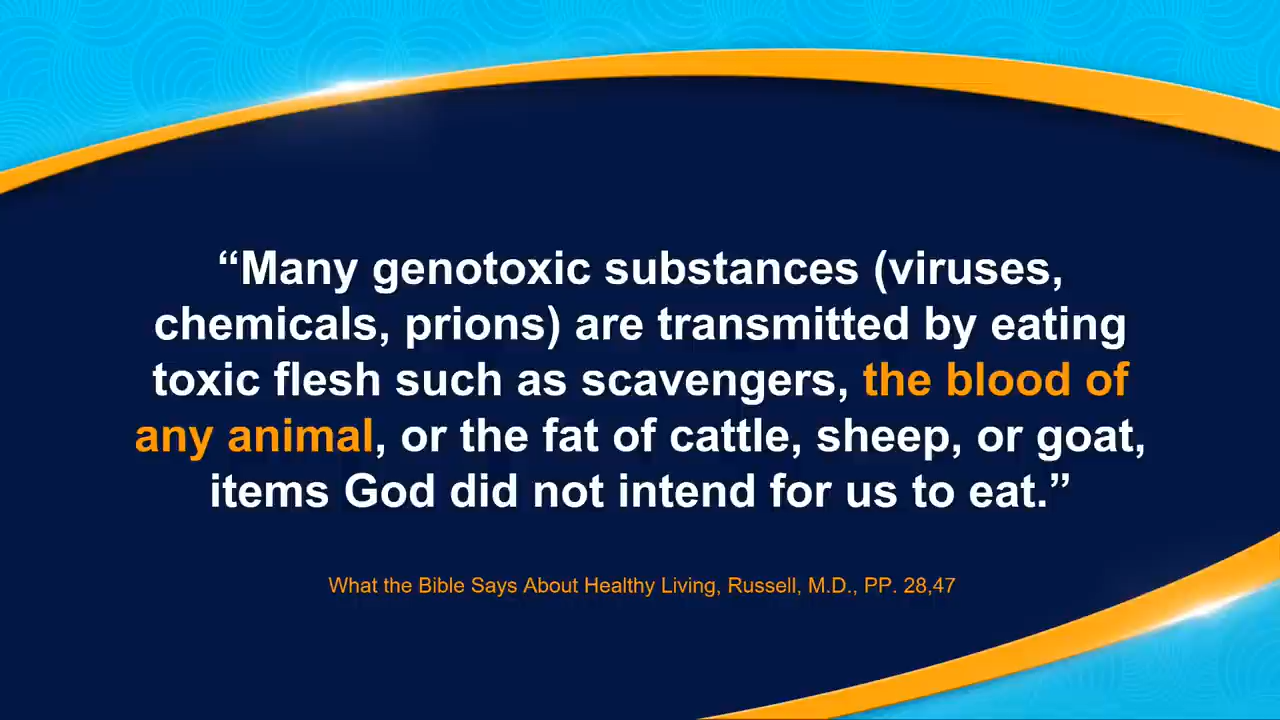 “Many genotoxic substances (viruses,
chemicals, prions) are transmitted by eating
toxic flesh such as scavengers, the blood of
any animal, or the fat of cattle, sheep, or goat,
items God did not intend for us to eat.”
What the Bible Says About Healthy Living, Russell, M.D., PP. 28,47